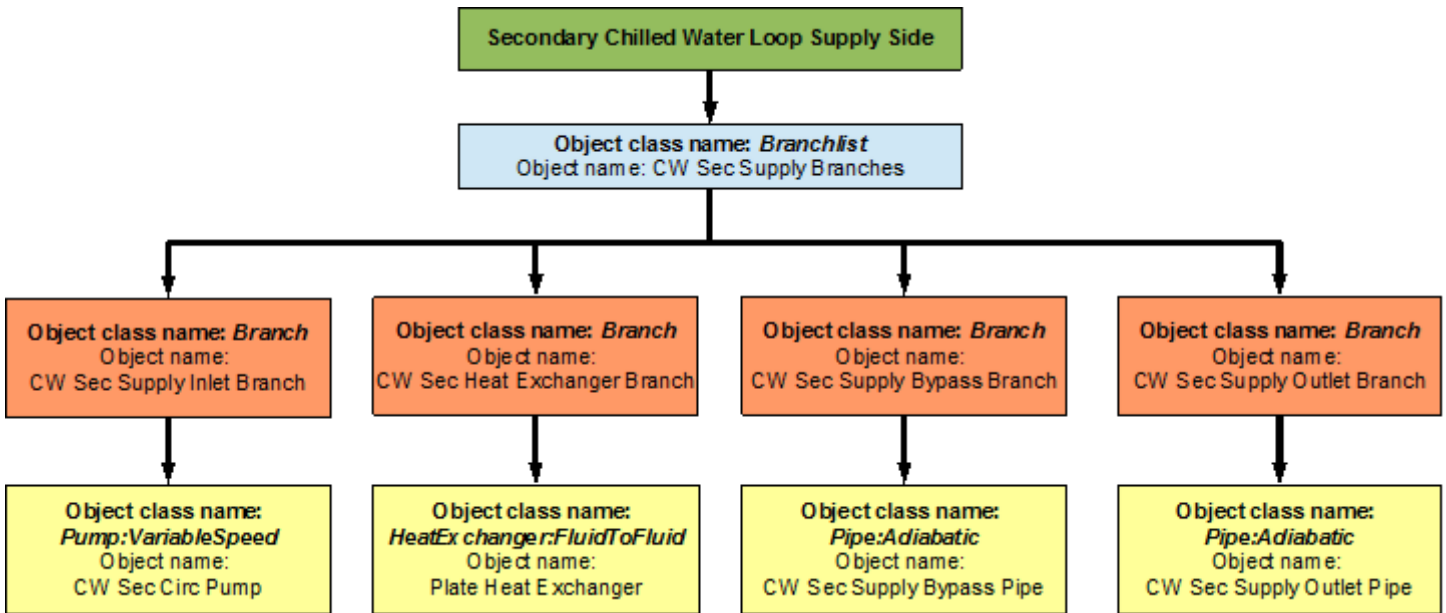 Secondary Chilled Water Loop Supply Side
Object class name: Branchlist
Object name: CW Sec Supply Branches
Object class name: Branch
Object name:
CW Sec Supply Inlet Branch
Object class name: Branch
Object name:
CW Sec Heat Exchanger Branch
Object class name: Branch
Object name:
CW Sec Supply Bypass Branch
Object class name: Branch
Object name:
CW Sec Supply Outlet Branch
Object class name:
Pump:VariableSpeed
Object name:
CW Sec Circ Pump
Object class name:
HeatExchanger:FluidToFluid
Object name:
Plate Heat Exchanger
Object class name:
Pipe:Adiabatic
Object name:
CW Sec Supply Bypass Pipe
Object class name:
Pipe:Adiabatic
Object name:
CW Sec Supply Outlet Pipe